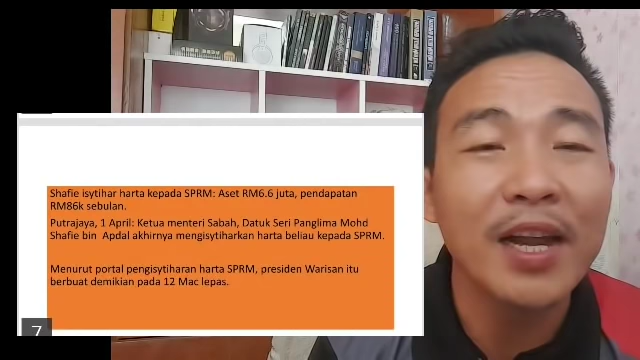 Shafie isytihar harta kepada SPRM: Aset RM6.6 juta, pendapatan
RM86k sebulan.
Putrajaya, 1 April: Ketua menteri Sabah, Datuk Seri Panglima Mohd
Shafie bin Apdal akhirnya mengisytiharkan harta beliau kepada SPRM.
Menurut portal pengisytiharan harta SPRM, presiden Warisan itu
berbuat demikian pada 12 Mac lepas.
7